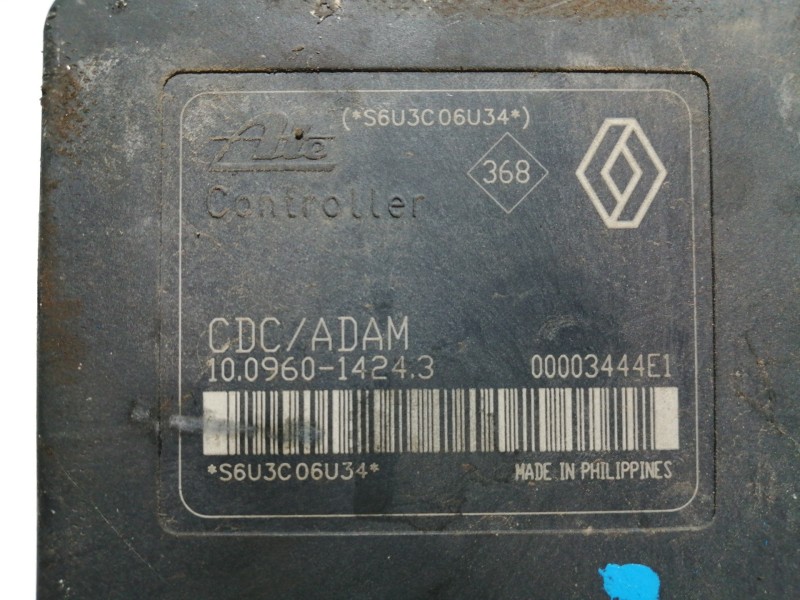 (*S6U3C06U34*)
Ate
368
Controller
CDC/ADAM
10.0960-1424.3 00003444E1
*S6U3C06U34*
MADE IN PHILIPPINES